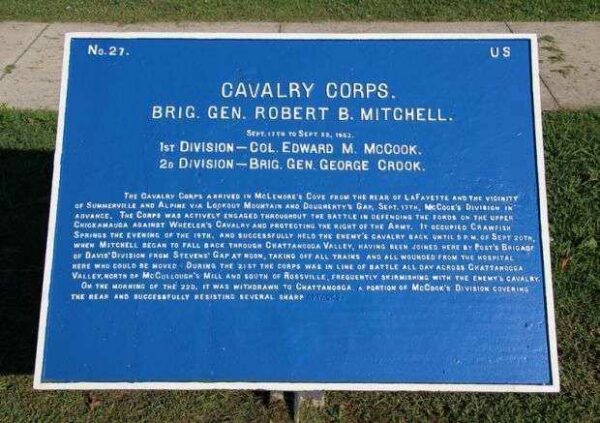 No. 27.
US
CAVALRY CORPS.
BRIG. GEN. ROBERT B. MITCHELL.
SEPT. 17TH TO SEPT. 22, 1863.
1ST DIVISION—COL. EDWARD M. MCCOOK.
2D DIVISION—BRIG. GEN. GEORGE CROOK.
THE CAVALRY CORPS ARRIVED IN MCLEMORE'S COVE FROM THE REAR OF LAFAYETTE AND THE VICINITY
OF SUMMERVILLE AND ALPINE VIA LOOKOUT MOUNTAIN AND DOUGHERTY'S GAP, SEPT. 17TH, MCCOOK'S DIVISION IN
ADVANCE. THE CORPS WAS ACTIVELY ENGAGED THROUGHOUT THE BATTLE IN DEFENDING THE FORDS ON THE UPPER
CHICKAMAUGA AGAINST WHEELER'S CAVALRY AND PROTECTING THE RIGHT OF THE ARMY. IT OCCUPIED CRAWFISH
SPRINGS THE EVENING OF THE 19TH, AND SUCCESSFULLY HELD THE ENEMY'S CAVALRY BACK UNTIL 5 P.M. OF SEPT. 20TH,
WHEN MITCHELL BEGAN TO FALL BACK THROUGH CHATTANOOGA VALLEY, HAVING BEEN JOINED HERE BY POST'S BRIGADE
OF DAVIS' DIVISION FROM STEVENS' GAP AT NOON, TAKING OFF ALL TRAINS AND ALL WOUNDED FROM THE HOSPITAL
HERE WHO COULD BE MOVED. DURING THE 21ST THE CORPS WAS IN LINE OF BATTLE ALL DAY ACROSS CHATTANOOGA
VALLEY, NORTH OF MCCULLOUGH'S MILL AND SOUTH OF ROSSVILLE, FREQUENTLY SKIRMISHING WITH THE ENEMY'S CAVALRY.
ON THE MORNING OF THE 22D, IT WAS WITHDRAWN TO CHATTANOOGA, A PORTION OF MCCOOK'S DIVISION COVERING
THE REAR AND SUCCESSFULLY RESISTING SEVERAL SHARP ATTACKS.